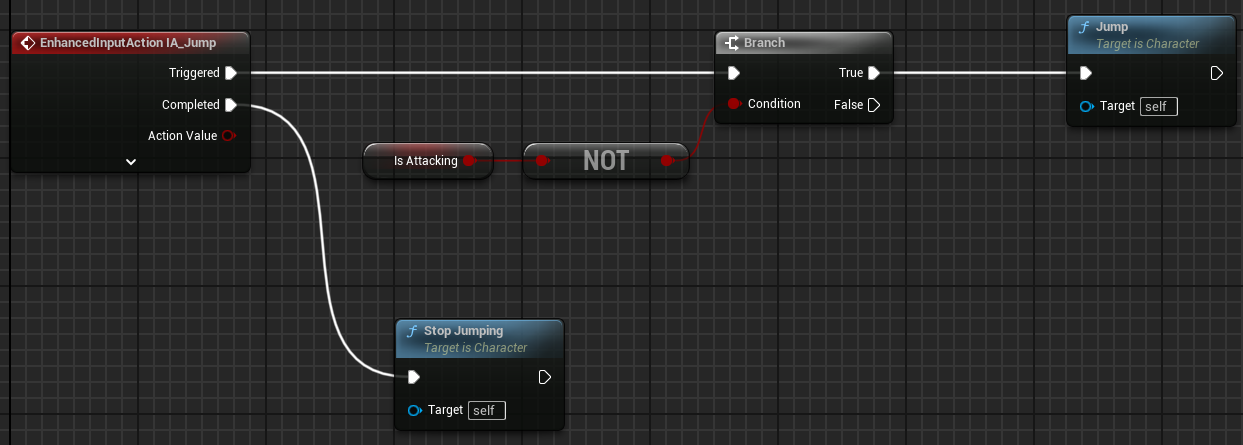 EnhancedInputAction IA_Jump
Triggered
Completed
Action Value
Is Attacking
NOT
Branch
True
Condition
False
Jump
Target is Character
Target self
Stop Jumping
Target is Character
Target self